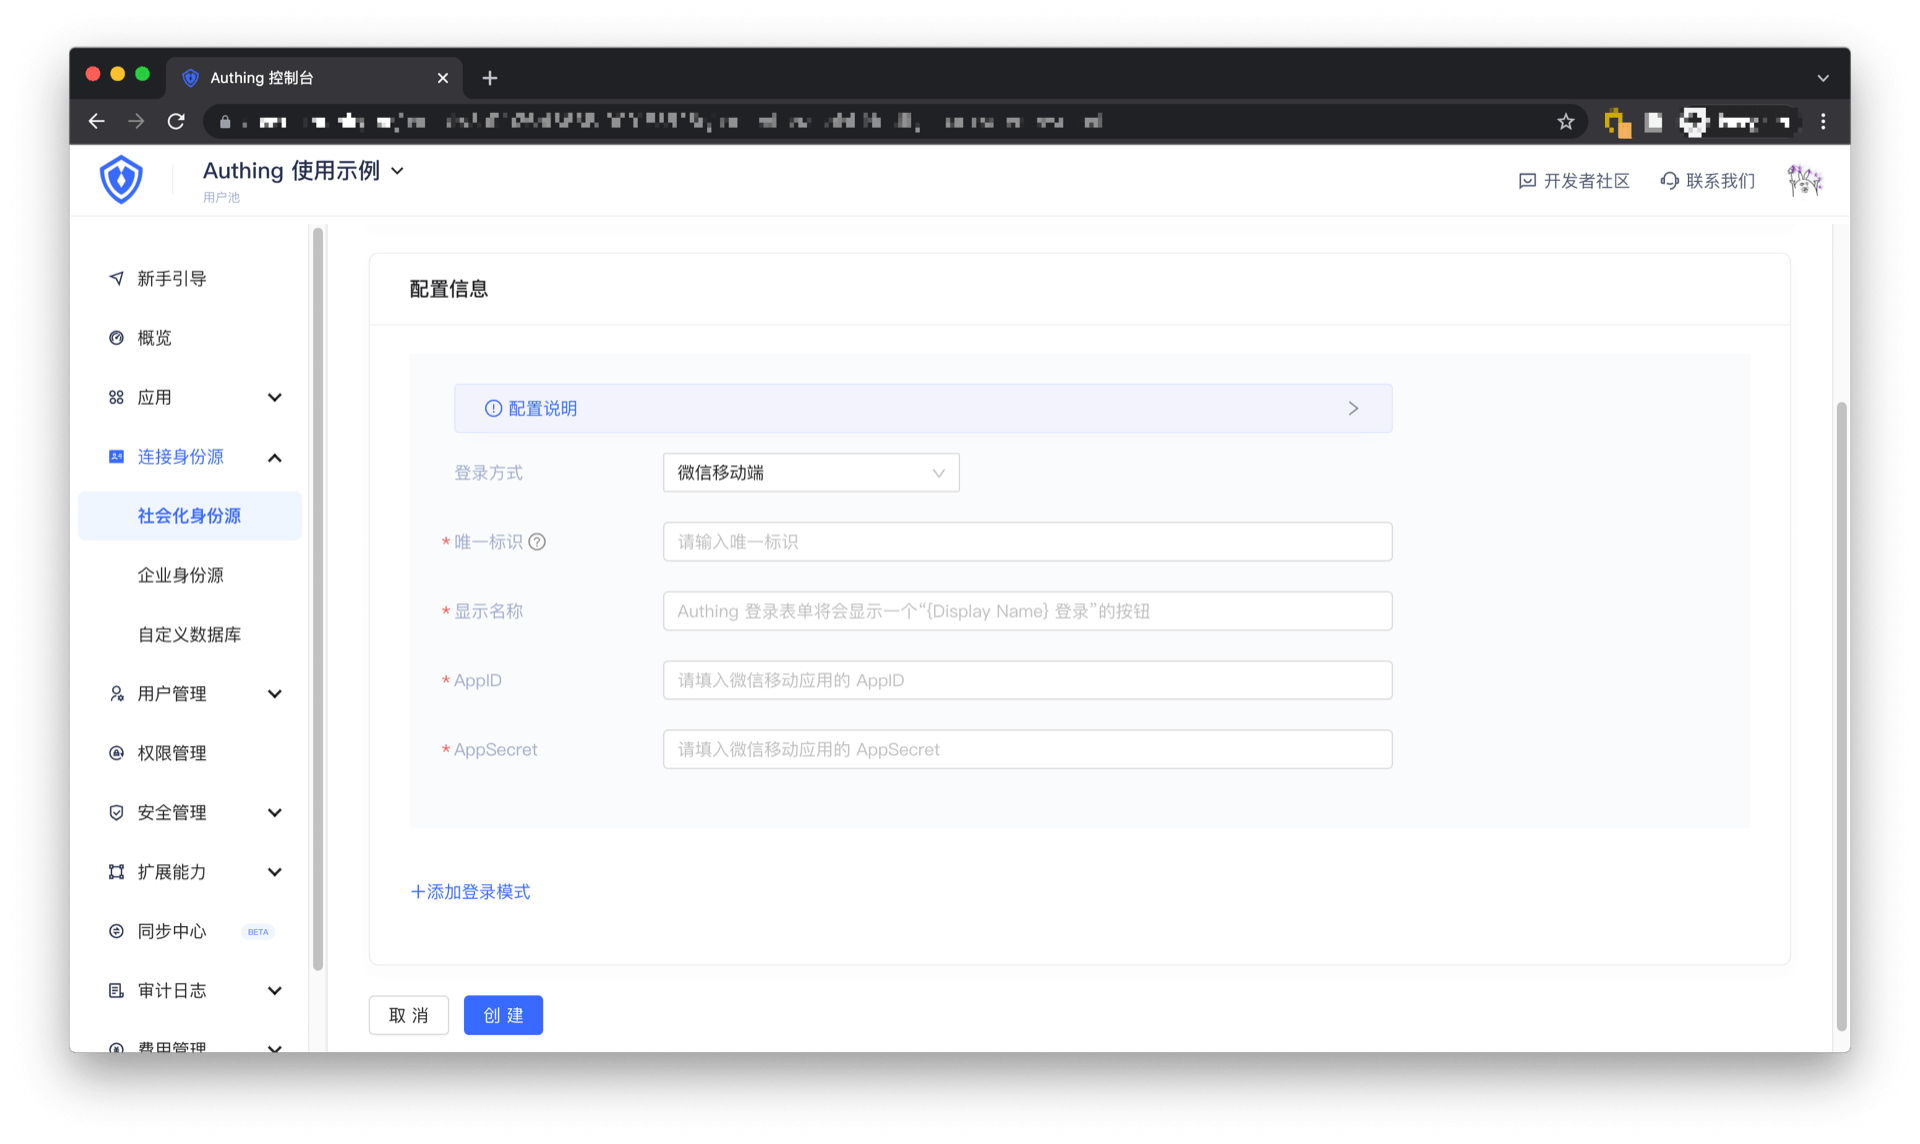 Authing 控制台
Authing 使用示例
用户池
开发者社区
联系我们
新手引导
概览
应用
连接身份源
社会化身份源
企业身份源
自定义数据库
用户管理
权限管理
安全管理
扩展能力
同步中心 BETA
审计日志
费用管理
配置信息
配置说明
登录方式 微信移动端
* 唯一标识 请输入唯一标识
* 显示名称 Authing 登录表单将会显示一个“{Display Name} 登录”的按钮
* AppID 请填入微信移动应用的 AppID
* AppSecret 请填入微信移动应用的 AppSecret
+添加登录模式
取 消 创 建